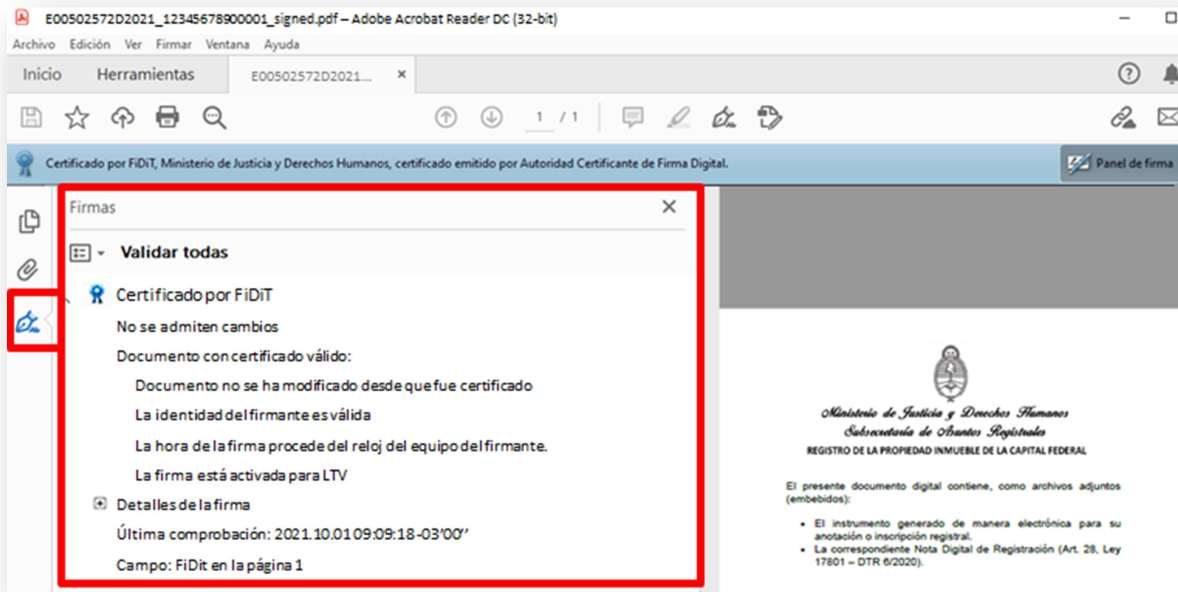 E00502572D2021_12345678900001_signed.pdf – Adobe Acrobat Reader DC (32-bit)
Archivo Edición Ver Firmar Ventana Ayuda
Inicio Herramientas E00502572D2021... ×
1 / 1
Certificado por FiDiT, Ministerio de Justicia y Derechos Humanos, certificado emitido por Autoridad Certificante de Firma Digital.
Panel de firma
Firmas
Validar todas
Certificado por FiDiT
No se admiten cambios
Documento con certificado válido:
Documento no se ha modificado desde que fue certificado
La identidad del firmante es válida
La hora de la firma procede del reloj del equipo del firmante.
La firma está activada para LTV
Detalles de la firma
Última comprobación: 2021.10.01 09:09:18 -03'00''
Campo: FiDit en la página 1
Ministerio de Justicia y Derechos Humanos
Subsecretaría de Asuntos Registrales
REGISTRO DE LA PROPIEDAD INMUEBLE DE LA CAPITAL FEDERAL
El presente documento digital contiene, como archivos adjuntos
(embebidos):
• El instrumento generado de manera electrónica para su
anotación o inscripción registral.
• La correspondiente Nota Digital de Registración (Art. 28, Ley
17801 – DTR 6/2020).